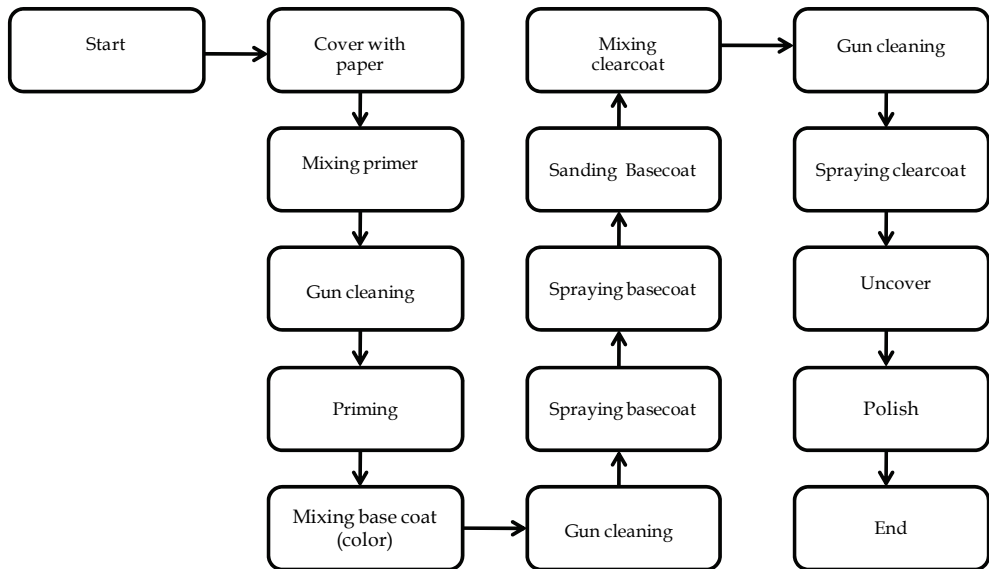 Start
Cover with
paper
Mixing primer
Gun cleaning
Priming
Mixing base coat
(color)
Gun cleaning
Spraying basecoat
Spraying basecoat
Sanding Basecoat
Mixing
clearcoat
Gun cleaning
Spraying clearcoat
Uncover
Polish
End